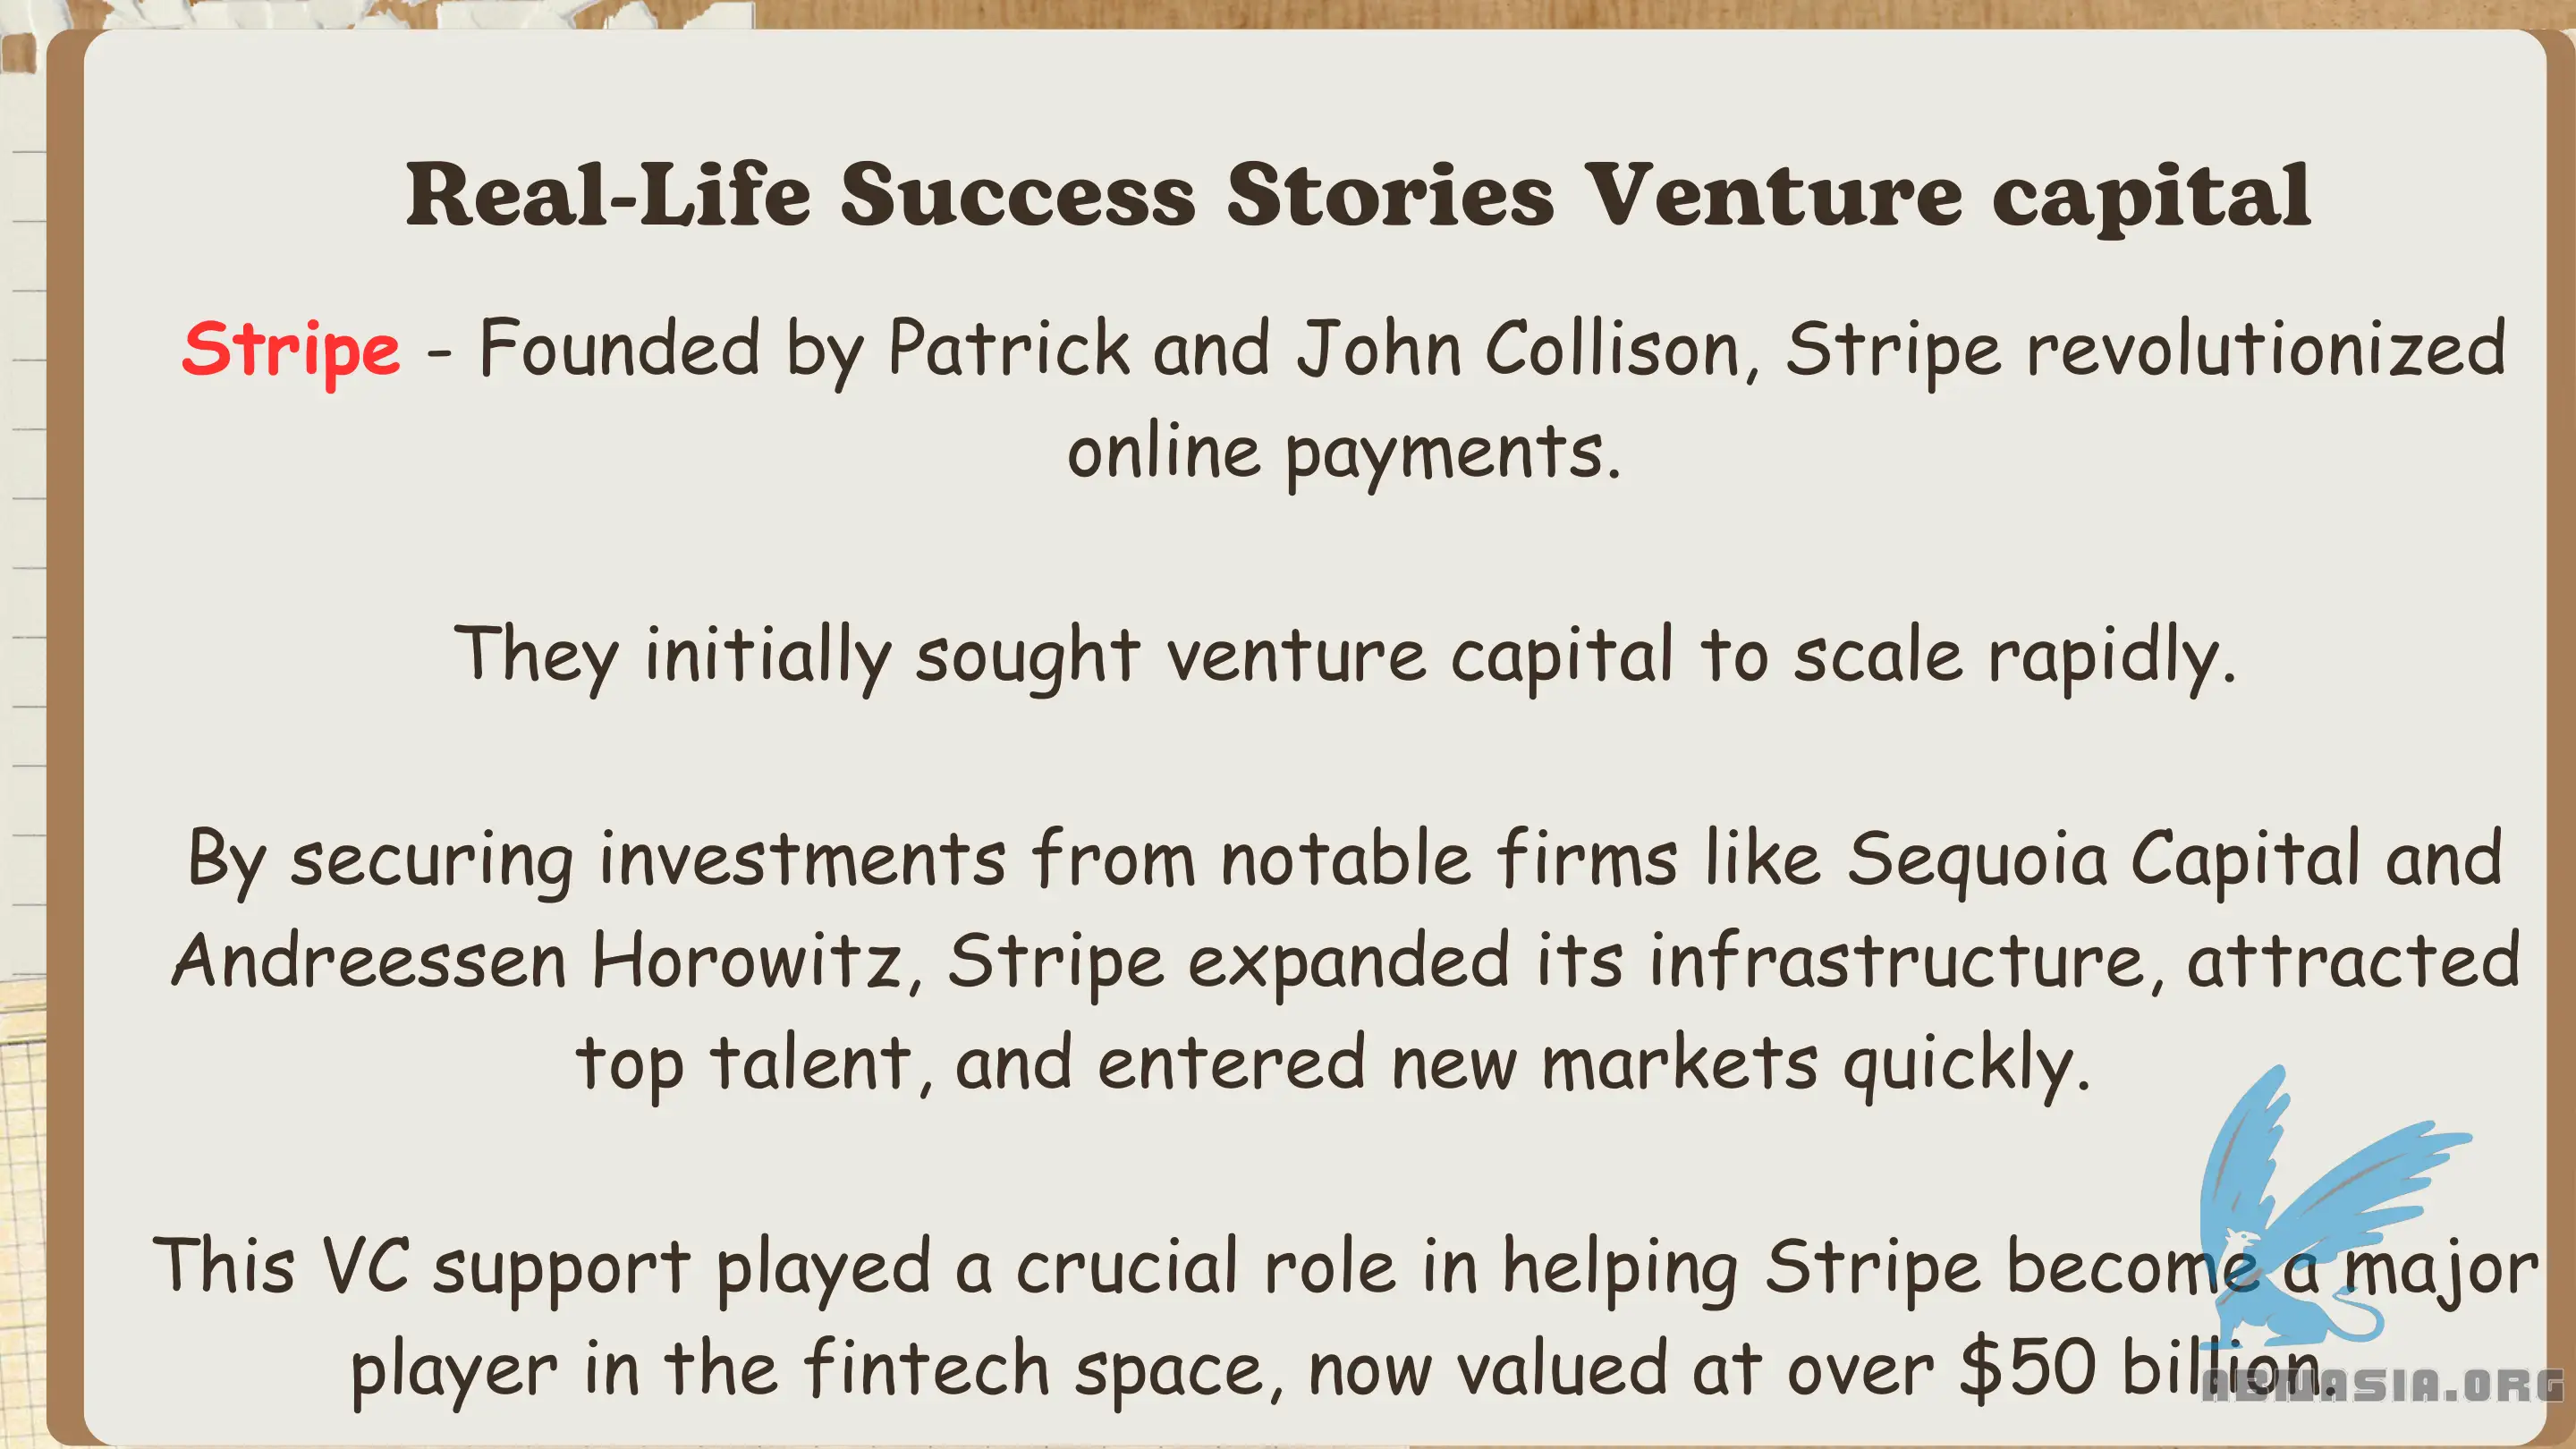 Real-Life Success Stories Venture capital
Stripe - Founded by Patrick and John Collison, Stripe revolutionized
online payments.
They initially sought venture capital to scale rapidly.
By securing investments from notable firms like Sequoia Capital and
Andreessen Horowitz, Stripe expanded its infrastructure, attracted
top talent, and entered new markets quickly.
This VC support played a crucial role in helping Stripe become a major
player in the fintech space, now valued at over $50 billion.
ABNASIA.ORG